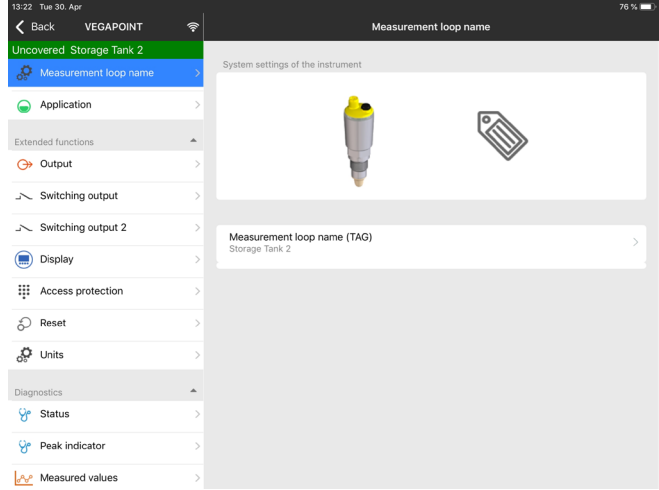 13:22 Tue 30. Apr
76 %
Back VEGAPOINT
Measurement loop name
Uncovered Storage Tank 2
Measurement loop name
Application
Extended functions
Output
Switching output
Switching output 2
Display
Access protection
Reset
Units
Diagnostics
Status
Peak indicator
Measured values
System settings of the instrument
Measurement loop name (TAG)
Storage Tank 2